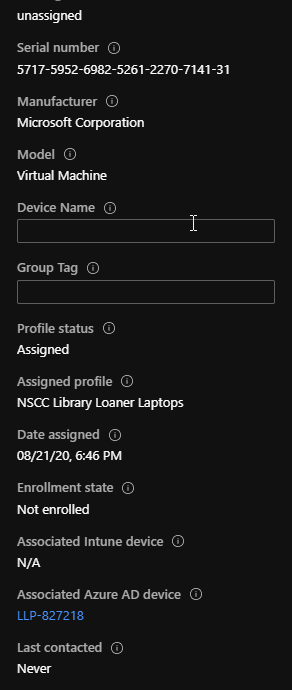 unassigned
Serial number
5717-5952-6982-5261-2270-7141-31
Manufacturer
Microsoft Corporation
Model
Virtual Machine
Device Name
Group Tag
Profile status
Assigned
Assigned profile
NSCC Library Loaner Laptops
Date assigned
08/21/20, 6:46 PM
Enrollment state
Not enrolled
Associated Intune device
N/A
Associated Azure AD device
LLP-827218
Last contacted
Never